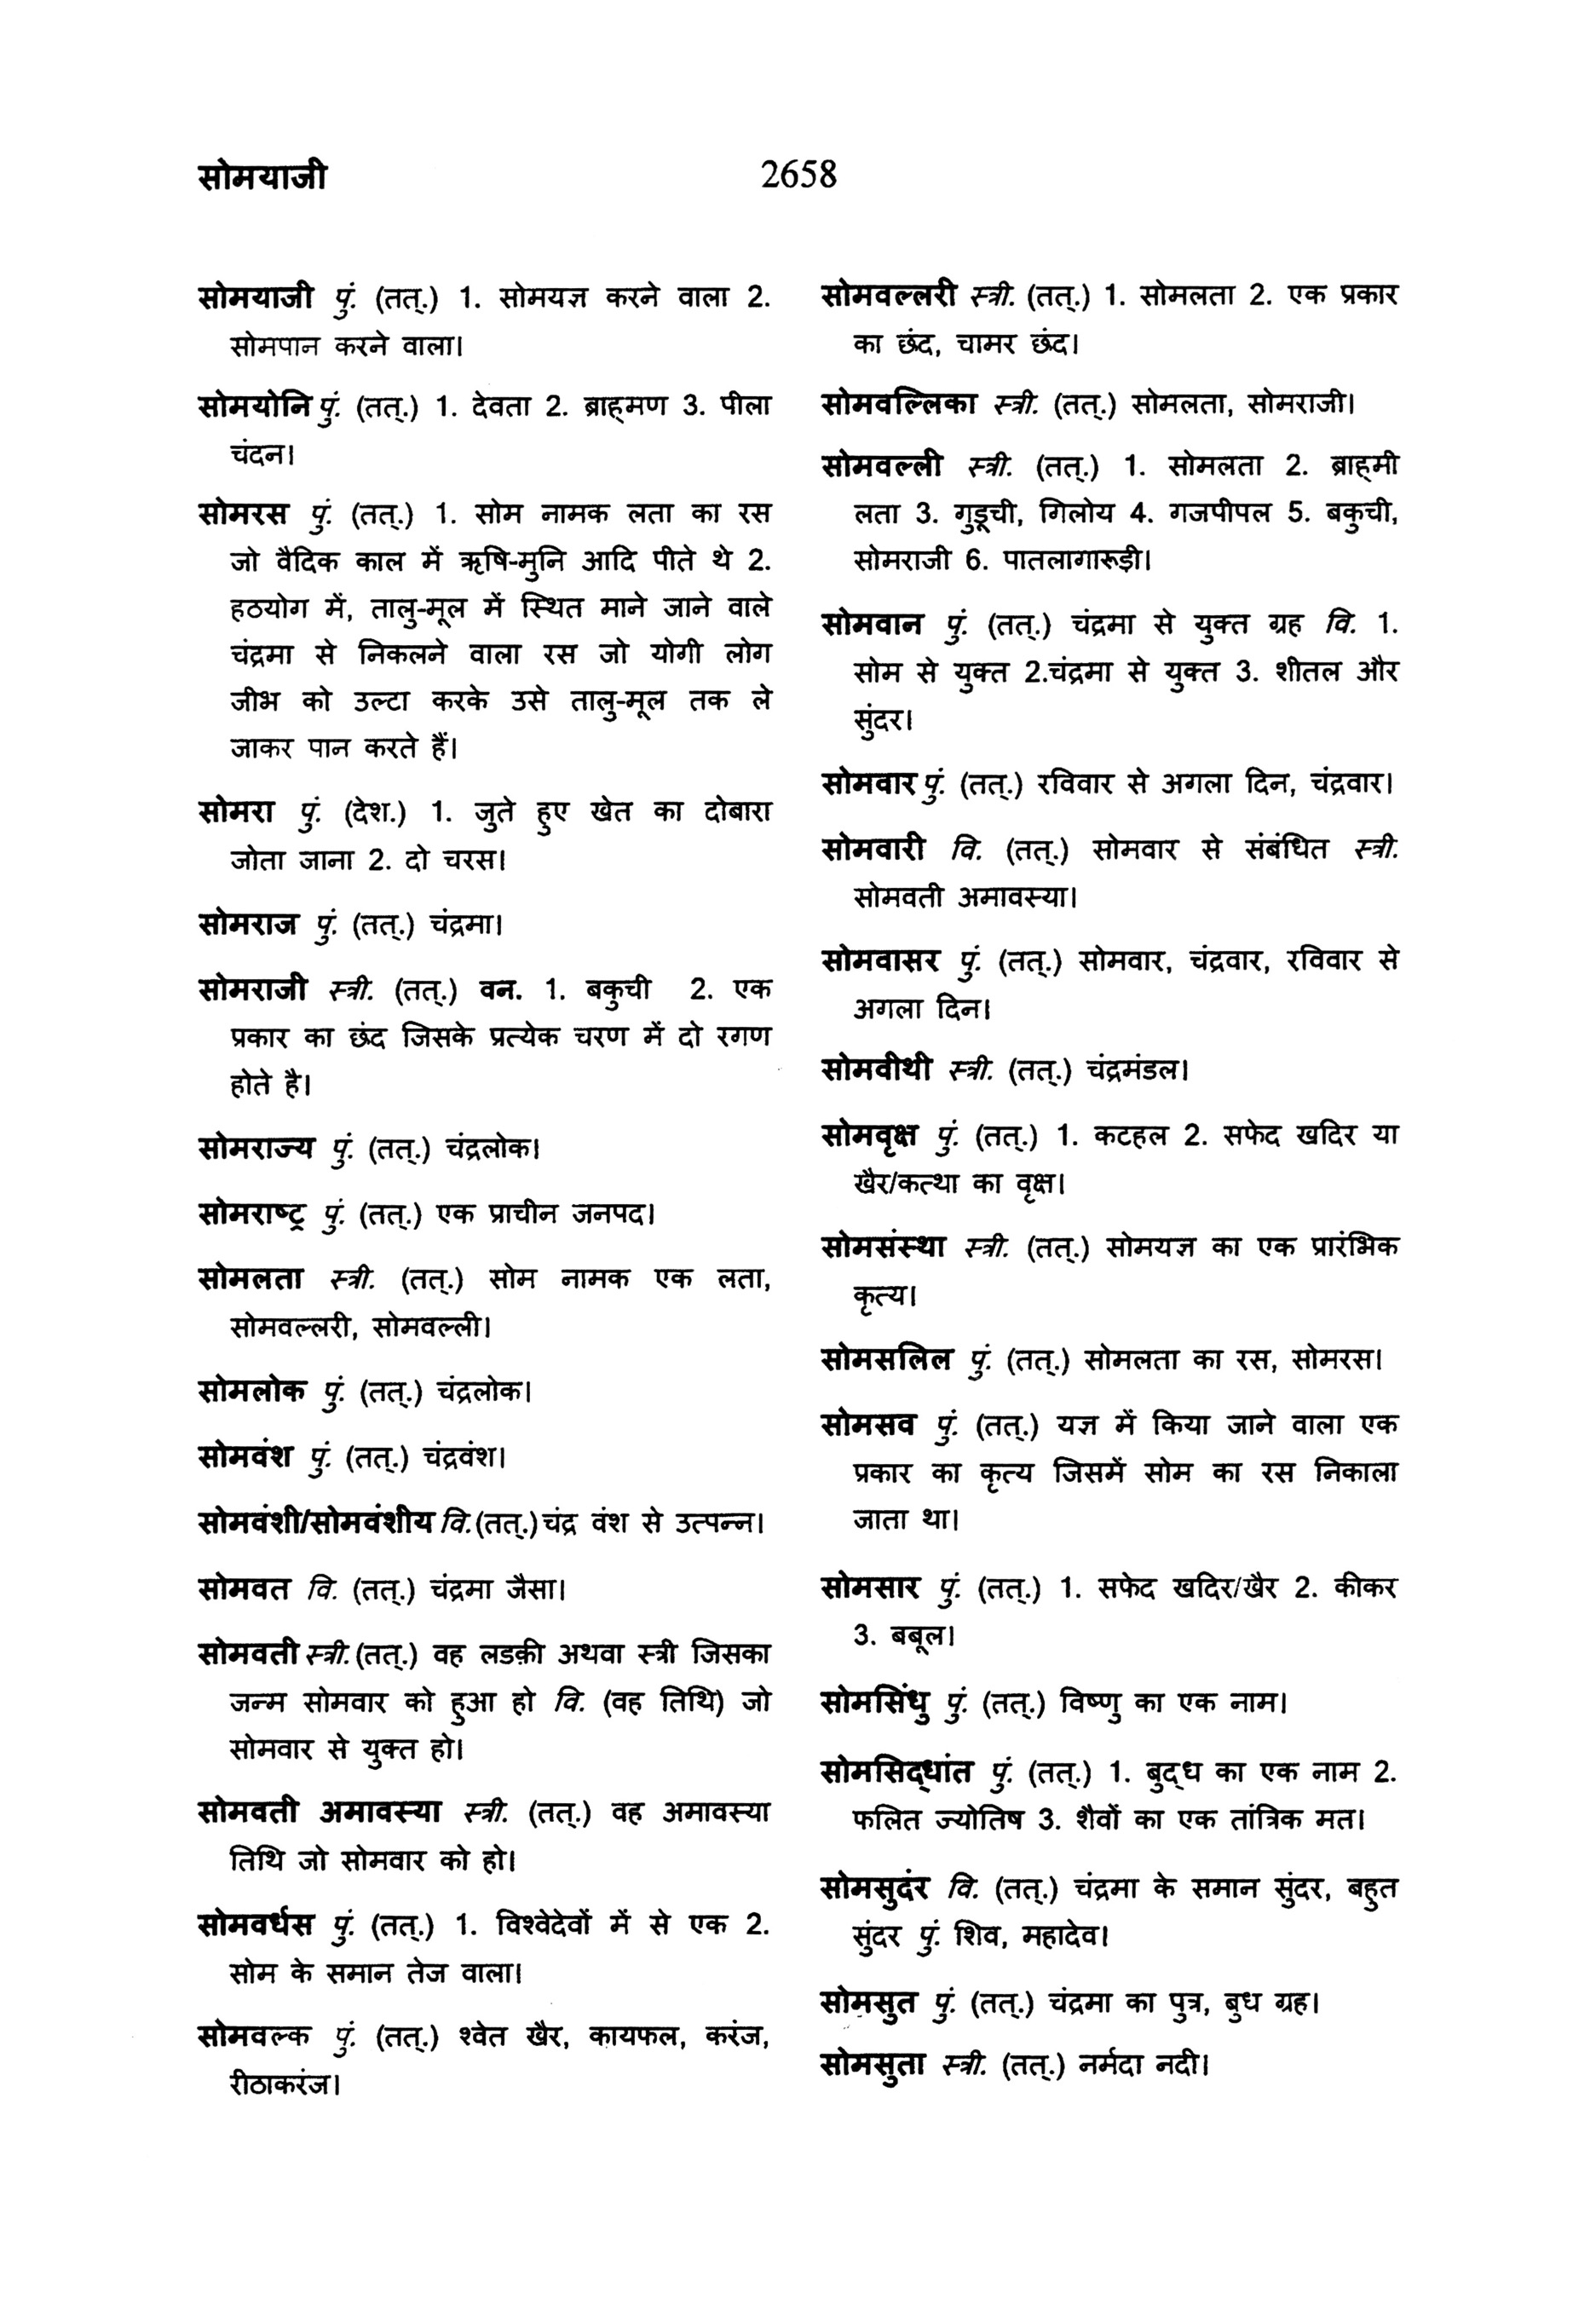 सोमयाजी
2658
सोमयाजी पुं. (तत्.) 1. सोमयज्ञ करने वाला 2.
सोमपान करने वाला।
सोमयोनि पुं. (तत्.) 1. देवता 2. ब्राह्मण 3. पीला
चंदन।
सोमरस पुं. (तत्.) 1. सोम नामक लता का रस
जो वैदिक काल में ऋषि-मुनि आदि पीते थे 2.
हठयोग में, तालु-मूल में स्थित माने जाने वाले
चंद्रमा से निकलने वाला रस जो योगी लोग
जीभ को उल्टा करके उसे तालु-मूल तक ले
जाकर पान करते हैं।
सोमरा पुं. (देश.) 1. जुते हुए खेत का दोबारा
जोता जाना 2. दो चरस।
सोमराज पुं. (तत्.) चंद्रमा।
सोमराजी स्त्री. (तत्.) वन. 1. बकुची 2. एक
प्रकार का छंद जिसके प्रत्येक चरण में दो रगण
होते है।
सोमराज्य पुं. (तत्.) चंद्रलोक।
सोमराष्ट्र पुं. (तत्.) एक प्राचीन जनपद।
सोमलता स्त्री. (तत्.) सोम नामक एक लता,
सोमवल्लरी, सोमवल्ली।
सोमलोक पुं. (तत्.) चंद्रलोक।
सोमवंश पुं. (तत्.) चंद्रवंश।
सोमवंशी/सोमवंशीय वि.(तत्.)चंद्र वंश से उत्पन्न।
सोमवत वि. (तत्.) चंद्रमा जैसा।
सोमवती स्त्री.(तत्.) वह लडक़ी अथवा स्त्री जिसका
जन्म सोमवार को हुआ हो वि. (वह तिथि) जो
सोमवार से युक्त हो।
सोमवती अमावस्या स्त्री. (तत्.) वह अमावस्या
तिथि जो सोमवार को हो।
सोमवर्धस पुं. (तत्.) 1. विश्वेदेवों में से एक 2.
सोम के समान तेज वाला।
सोमवल्क पुं. (तत्.) श्वेत खैर, कायफल, करंज,
रीठाकरंज।
सोमवल्लरी स्त्री. (तत्.) 1. सोमलता 2. एक प्रकार
का छंद, चामर छंद।
सोमवल्लिका स्त्री. (तत्.) सोमलता, सोमराजी।
सोमवल्ली स्त्री. (तत्.) 1. सोमलता 2. ब्राह्मी
लता 3. गुडूची, गिलोय 4. गजपीपल 5. बकुची,
सोमराजी 6. पातलागारूड़ी।
सोमवान पुं. (तत्.) चंद्रमा से युक्त ग्रह वि. 1.
सोम से युक्त 2.चंद्रमा से युक्त 3. शीतल और
सुंदर।
सोमवार पुं. (तत्.) रविवार से अगला दिन, चंद्रवार।
सोमवारी वि. (तत्.) सोमवार से संबंधित स्त्री.
सोमवती अमावस्या।
सोमवासर पुं. (तत्.) सोमवार, चंद्रवार, रविवार से
अगला दिन।
सोमवीथी स्त्री. (तत्.) चंद्रमंडल।
सोमवृक्ष पुं. (तत्.) 1. कटहल 2. सफेद खदिर या
खैर/कत्था का वृक्ष।
सोमसंस्था स्त्री. (तत्.) सोमयज्ञ का एक प्रारंभिक
कृत्य।
सोमसलिल पुं. (तत्.) सोमलता का रस, सोमरस।
सोमसव पुं. (तत्.) यज्ञ में किया जाने वाला एक
प्रकार का कृत्य जिसमें सोम का रस निकाला
जाता था।
सोमसार पुं. (तत्.) 1. सफेद खदिर/खैर 2. कीकर
3. बबूल।
सोमसिंधु पुं. (तत्.) विष्णु का एक नाम।
सोमसिद्धांत पुं. (तत्.) 1. बुद्ध का एक नाम 2.
फलित ज्योतिष 3. शैवों का एक तांत्रिक मत।
सोमसुदंर वि. (तत्.) चंद्रमा के समान सुंदर, बहुत
सुंदर पुं. शिव, महादेव।
सोमसुत पुं. (तत्.) चंद्रमा का पुत्र, बुध ग्रह।
सोमसुता स्त्री. (तत्.) नर्मदा नदी।